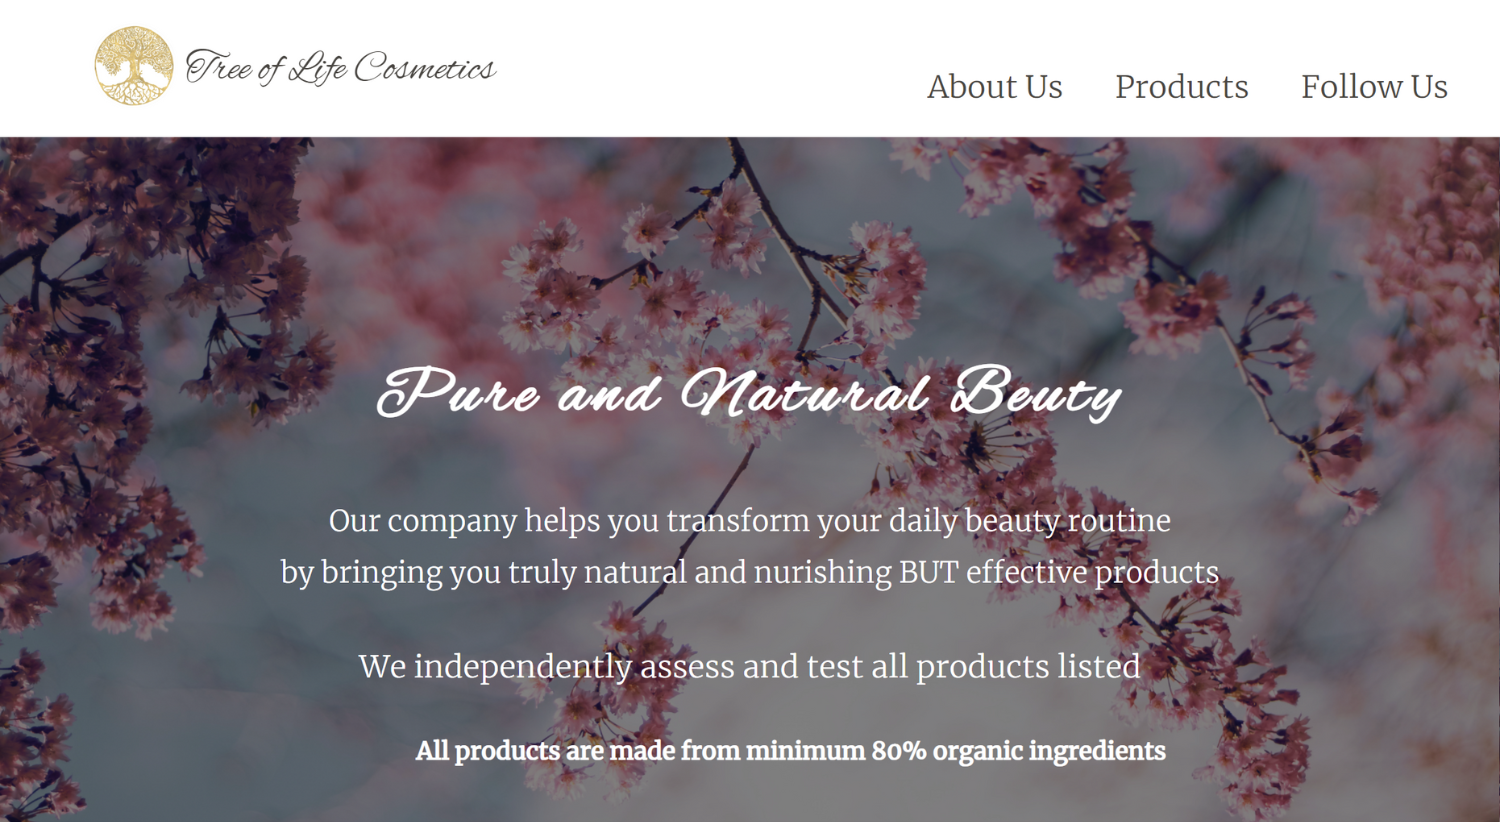 Tree of Life Cosmetics
About Us
Products
Follow Us
Pure and Natural Beuty
Our company helps you transform your daily beauty routine
by bringing you truly natural and nurishing BUT effective products
We independently assess and test all products listed
All products are made from minimum 80% organic ingredients